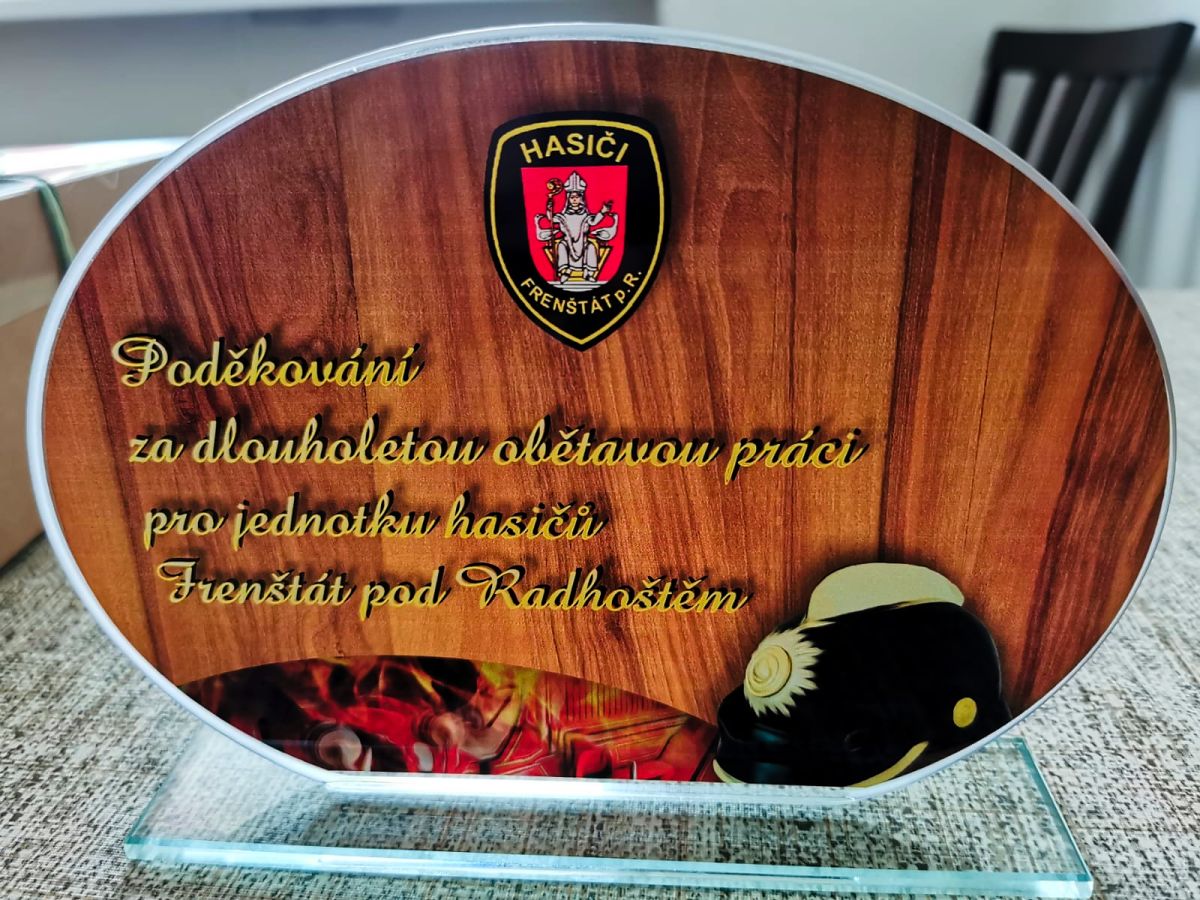 HASIČI
FRENŠTÁT p.R.
Poděkování
za dlouholetou obětavou práci
pro jednotku hasičů
Frenštát pod Radhoštěm